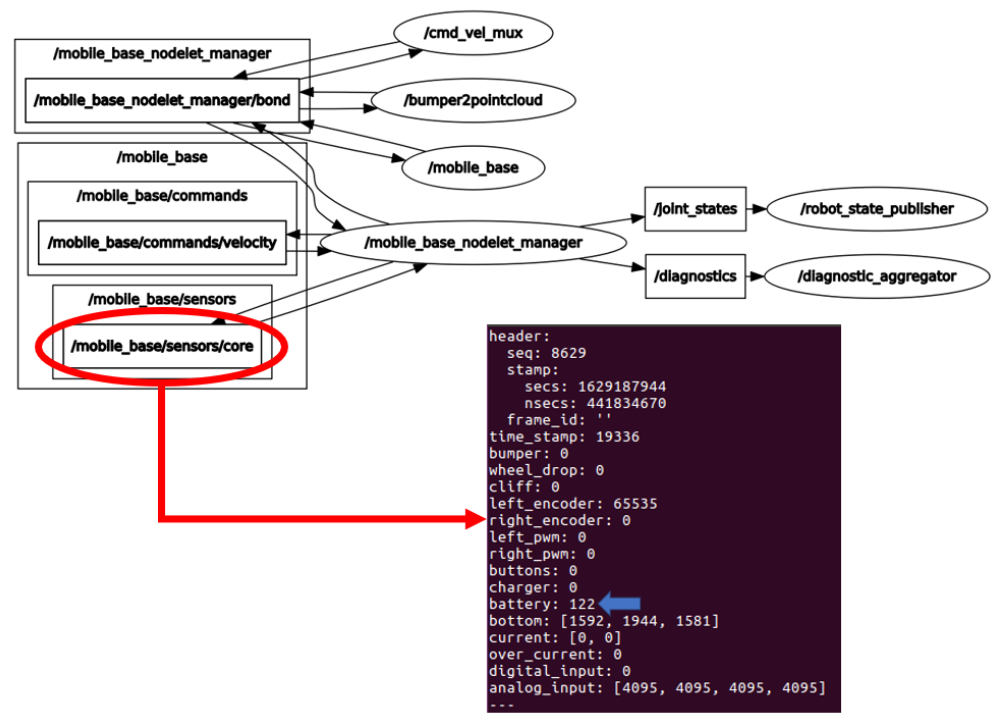 /cmd_vel_mux
/mobile_base_nodelet_manager
/mobile_base_nodelet_manager/bond
/bumper2pointcloud
/mobile_base
/mobile_base
/mobile_base/commands
/mobile_base/commands/velocity
/mobile_base_nodelet_manager
/joint_states
/robot_state_publisher
/diagnostics
/diagnostic_aggregator
/mobile_base/sensors
/mobile_base/sensors/core
header:
seq: 8629
stamp:
secs: 1629187944
nsecs: 441834670
frame_id: ''
time_stamp: 19336
bumper: 0
wheel_drop: 0
cliff: 0
left_encoder: 65535
right_encoder: 0
left_pwm: 0
right_pwm: 0
buttons: 0
charger: 0
battery: 122
bottom: [1592, 1944, 1581]
current: [0, 0]
over_current: 0
digital_input: 0
analog_input: [4095, 4095, 4095, 4095]
---